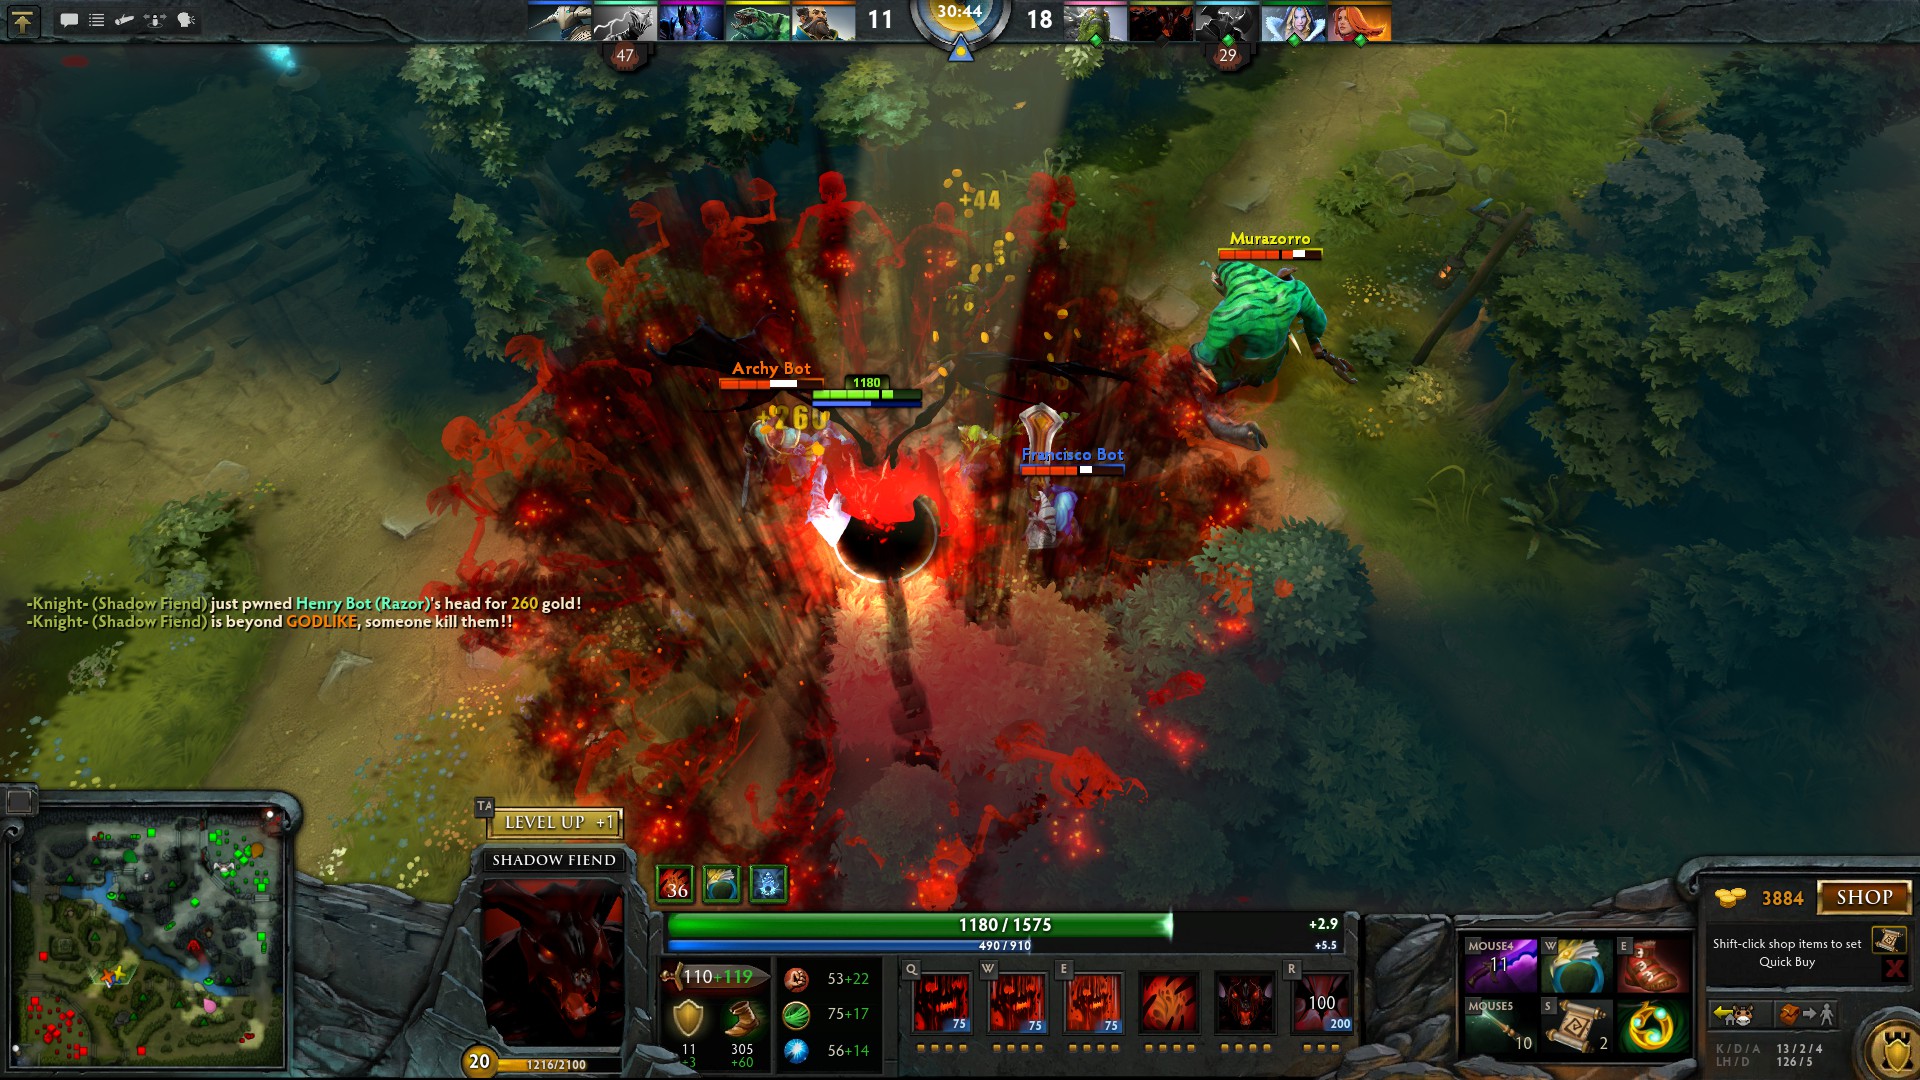 11
30:44
18
47
29
+44
Murazorro
Archy Bot
1180
+260
Francisco Bot
-Knight- (Shadow Fiend) just pwned Henry Bot (Razor)'s head for 260 gold!
-Knight- (Shadow Fiend) is beyond GODLIKE, someone kill them!!
TA
LEVEL UP +1
SHADOW FIEND
36
1180 / 1575
+2.9
490 / 910
+5.5
20
1216/2100
110+119
11
+3
305
+60
53+22
75+17
56+14
Q
75
W
75
E
75
R
100
200
MOUSE4
11
W
E
MOUSE5
10
S
2
3884
SHOP
Shift-click shop items to set
Quick Buy
K / D / A 13 / 2 / 4
LH / D 126 / 5